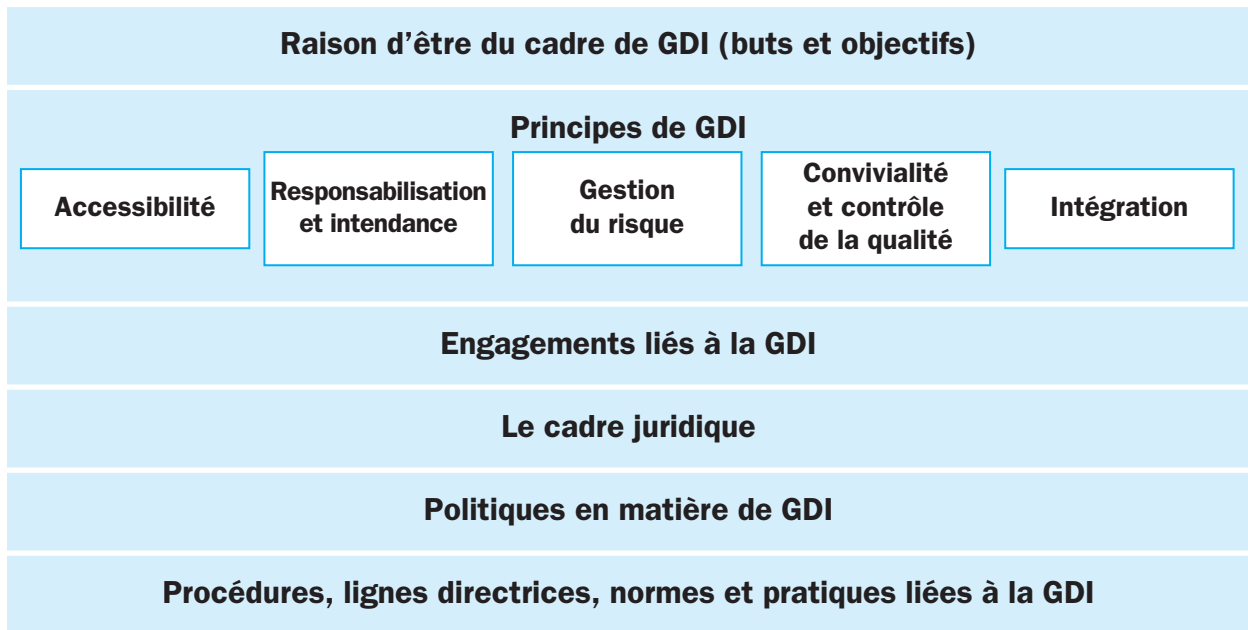 Raison d'être du cadre de GDI (buts et objectifs)
Principes de GDI
Accessibilité
Responsabilisation
et intendance
Gestion
du risque
Convivialité
et contrôle
de la qualité
Intégration
Engagements liés à la GDI
Le cadre juridique
Politiques en matière de GDI
Procédures, lignes directrices, normes et pratiques liées à la GDI